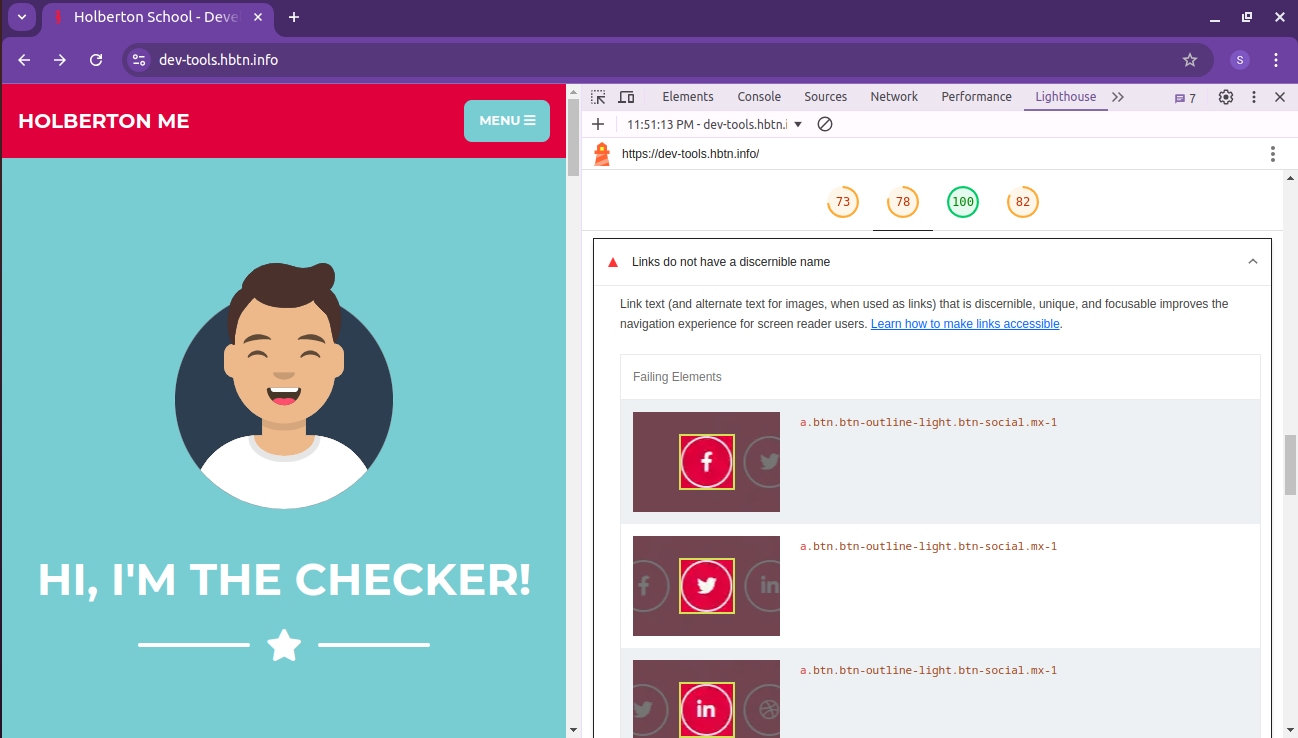 Holberton School - Deve
dev-tools.hbtn.info
S
HOLBERTON ME
MENU
HI, I'M THE CHECKER!
Elements Console Sources Network Performance Lighthouse 7
11:51:13 PM - dev-tools.hbtn.i
https://dev-tools.hbtn.info/
73 78 100 82
Links do not have a discernible name
Link text (and alternate text for images, when used as links) that is discernible, unique, and focusable improves the
navigation experience for screen reader users. Learn how to make links accessible.
Failing Elements
a.btn.btn-outline-light.btn-social.mx-1
a.btn.btn-outline-light.btn-social.mx-1
a.btn.btn-outline-light.btn-social.mx-1